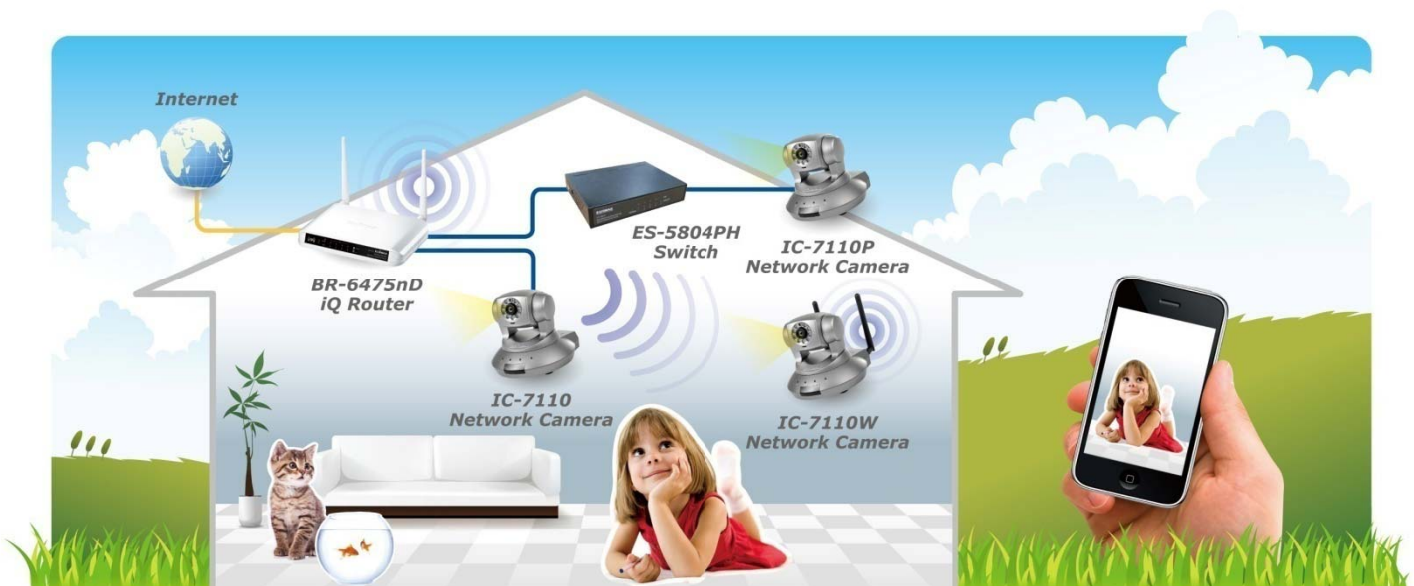 Internet
BR-6475nD
iQ Router
ES-5804PH
Switch
IC-7110P
Network Camera
IC-7110
Network Camera
IC-7110W
Network Camera